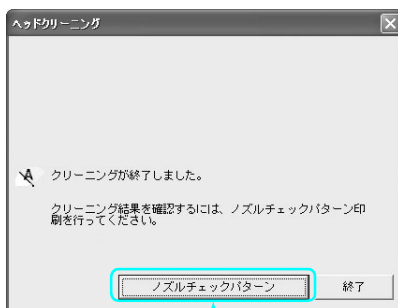 ヘッドクリーニング
クリーニングが終了しました。
クリーニング結果を確認するには、ノズルチェックパターン印
刷を行ってください。
ノズルチェックパターン
終了